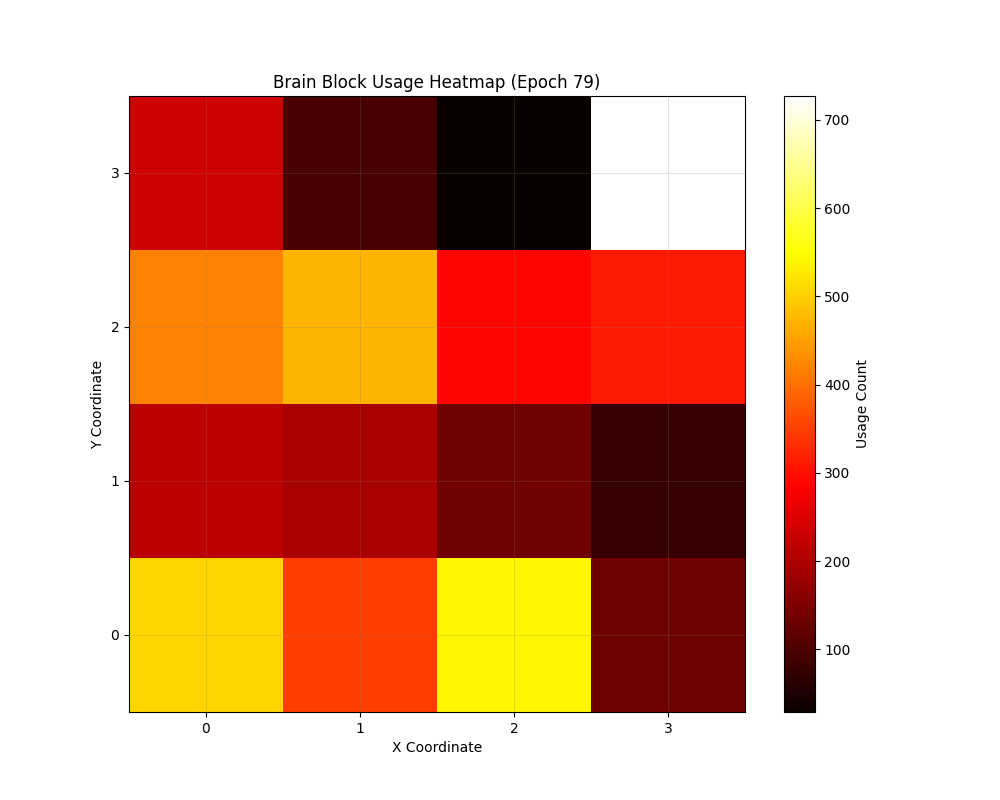 Brain Block Usage Heatmap (Epoch 79)
3
2
1
0
Y Coordinate
0 1 2 3
X Coordinate
700
600
500
400
300
200
100
Usage Count